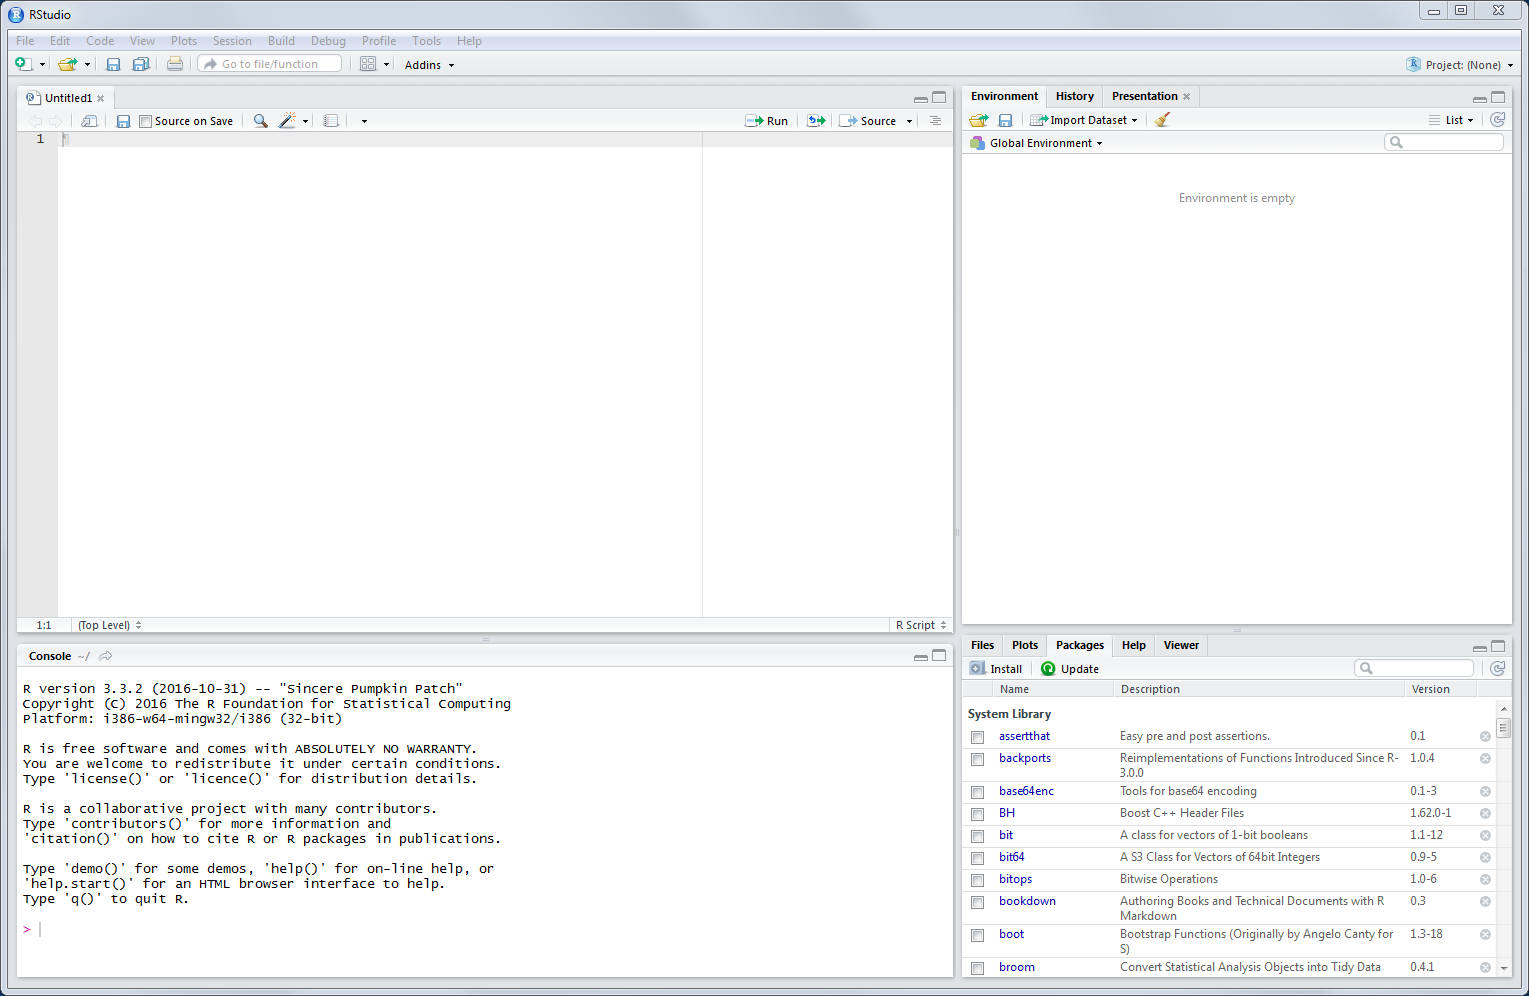 RStudio
File Edit Code View Plots Session Build Debug Profile Tools Help
Go to file/function Addins Project: (None)
Untitled1
Source on Save Run Source
1
1:1 (Top Level) R Script
Console ~/
R version 3.3.2 (2016-10-31) -- "Sincere Pumpkin Patch"
Copyright (C) 2016 The R Foundation for Statistical Computing
Platform: i386-w64-mingw32/i386 (32-bit)
R is free software and comes with ABSOLUTELY NO WARRANTY.
You are welcome to redistribute it under certain conditions.
Type 'license()' or 'licence()' for distribution details.
R is a collaborative project with many contributors.
Type 'contributors()' for more information and
'citation()' on how to cite R or R packages in publications.
Type 'demo()' for some demos, 'help()' for on-line help, or
'help.start()' for an HTML browser interface to help.
Type 'q()' to quit R.
>
Environment History Presentation
Import Dataset List
Global Environment
Environment is empty
Files Plots Packages Help Viewer
Install Update
Name Description Version
System Library
assertthat Easy pre and post assertions. 0.1
backports Reimplementations of Functions Introduced Since R- 1.0.4
3.0.0
base64enc Tools for base64 encoding 0.1-3
BH Boost C++ Header Files 1.62.0-1
bit A class for vectors of 1-bit booleans 1.1-12
bit64 A S3 Class for Vectors of 64bit Integers 0.9-5
bitops Bitwise Operations 1.0-6
bookdown Authoring Books and Technical Documents with R 0.3
Markdown
boot Bootstrap Functions (Originally by Angelo Canty for 1.3-18
S)
broom Convert Statistical Analysis Objects into Tidy Data 0.4.1